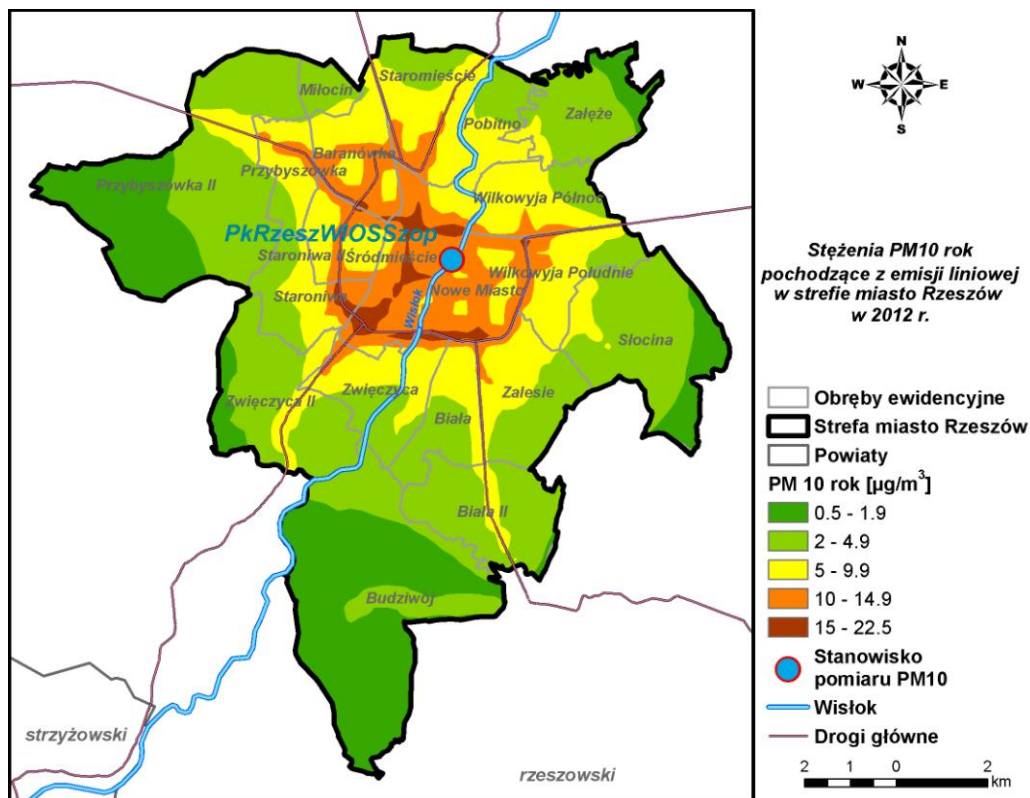 Miłocin
Staromieście
Załęże
Pobitno
Baranówka
Przybyszówka
Przybyszówka II
Wilkowyja Północ
PkRzeszWIOSSzop
Staroniwa II
Śródmieście
Wilkowyja Południe
Nowe Miasto
Staroniwa
Wisłok
Słocina
Zwięczyca
Zalesie
Zwięczyca II
Biała
Biała II
Budziwój
strzyżowski
rzeszowski
N
W
E
S
Stężenia PM10 rok
pochodzące z emisji liniowej
w strefie miasto Rzeszów
w 2012 r.
Obręby ewidencyjne
Strefa miasto Rzeszów
Powiaty
PM 10 rok [µg/m³]
0.5 - 1.9
2 - 4.9
5 - 9.9
10 - 14.9
15 - 22.5
Stanowisko
pomiaru PM10
Wisłok
Drogi główne
2 1 0 2
km